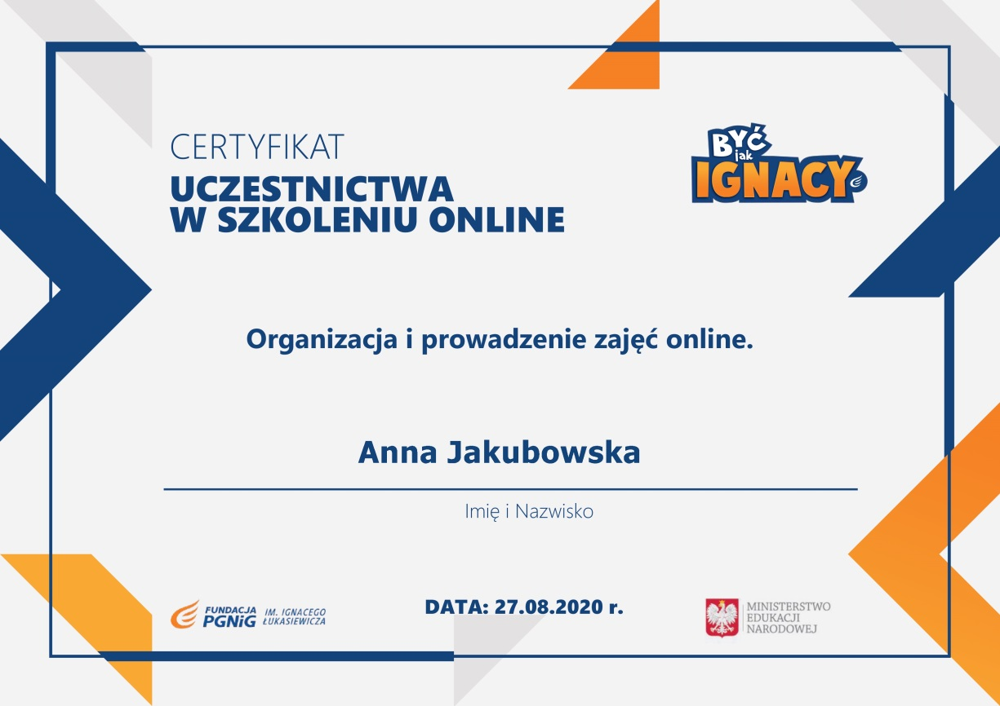 CERTYFIKAT
UCZESTNICTWA
W SZKOLENIU ONLINE
BYĆ
jak
IGNACY
Organizacja i prowadzenie zajęć online.
Anna Jakubowska
Imię i Nazwisko
FUNDACJA
PGNiG
IM. IGNACEGO
ŁUKASIEWICZA
DATA: 27.08.2020 r.
MINISTERSTWO
EDUKACJI
NARODOWEJ